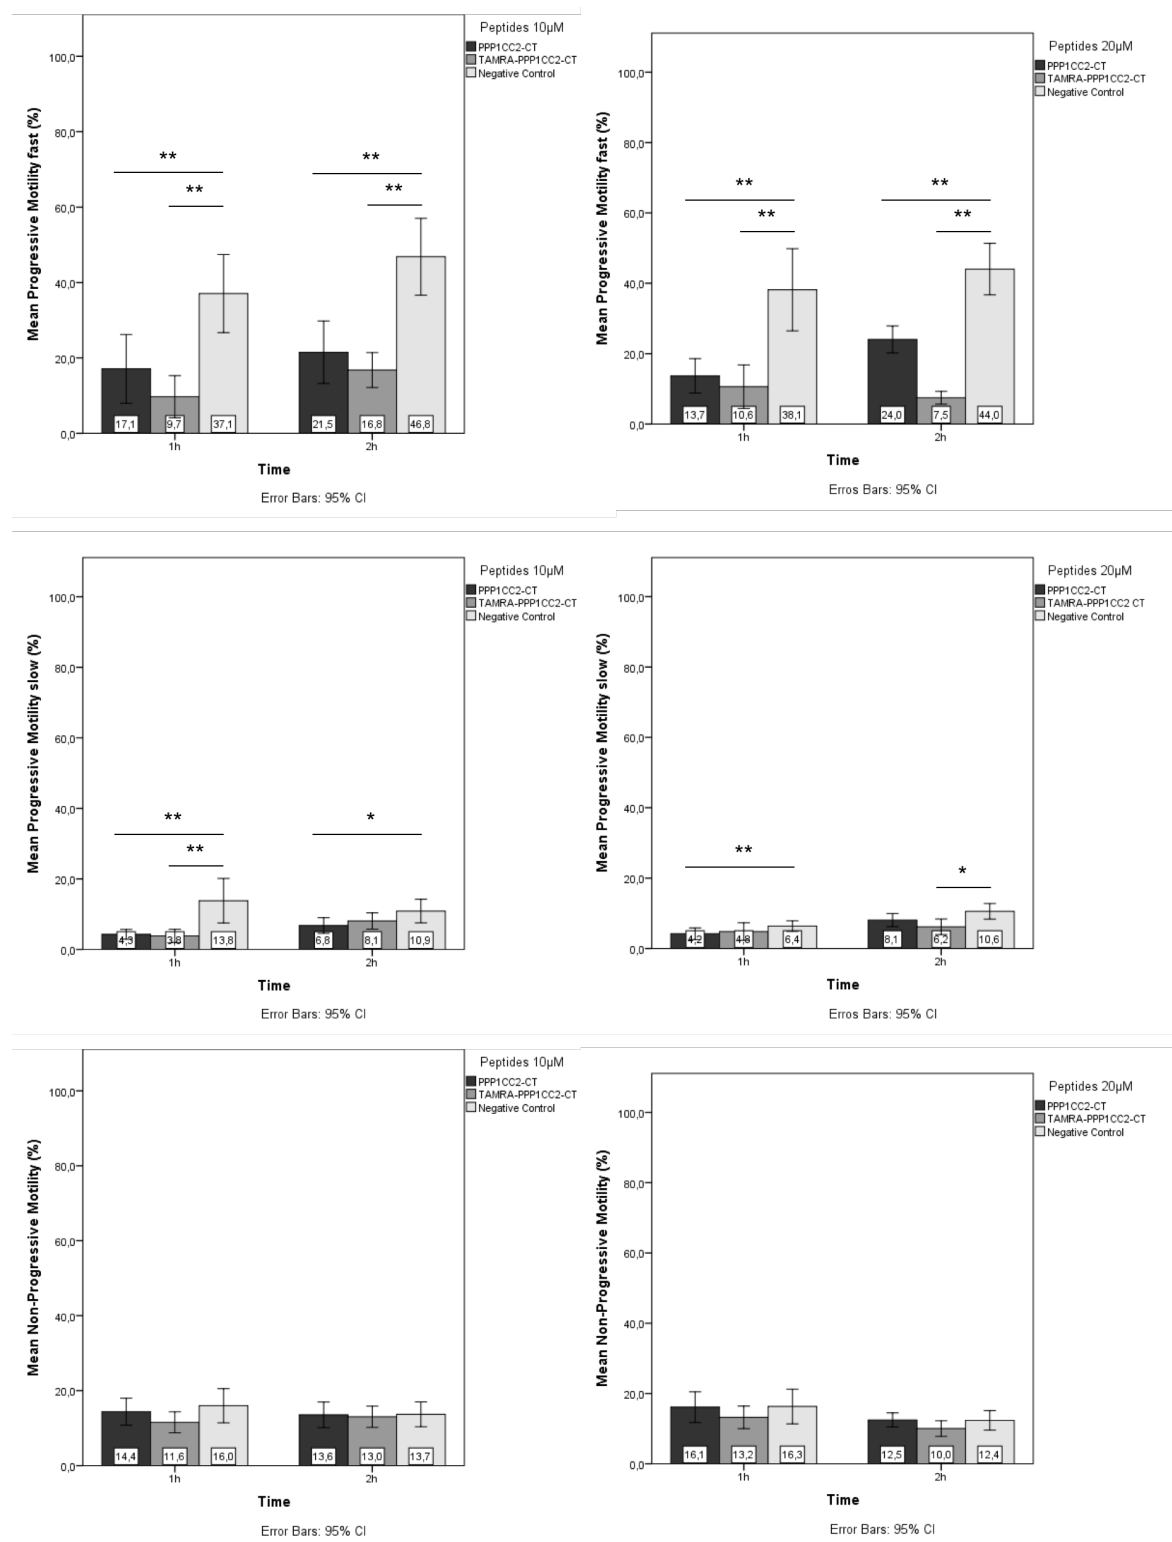 Peptides 10µM
PPP1CC2-CT
TAMRA-PPP1CC2-CT
Negative Control
Mean Progressive Motility fast (%)
100,0
80,0
60,0
40,0
20,0
0,0
**
**
**
**
17,1
9,7
37,1
21,5
16,8
46,8
1h
2h
Time
Error Bars: 95% CI
Peptides 20µM
PPP1CC2-CT
TAMRA-PPP1CC2-CT
Negative Control
Mean Progressive Motility fast (%)
100,0
80,0
60,0
40,0
20,0
0,0
**
**
**
**
13,7
10,6
38,1
24,0
7,5
44,0
1h
2h
Time
Erros Bars: 95% CI
Peptides 10µM
PPP1CC2-CT
TAMRA-PPP1CC2-CT
Negative Control
Mean Progressive Motility slow (%)
100,0
80,0
60,0
40,0
20,0
0,0
**
**
*
4,3
3,8
13,8
6,8
8,1
10,9
1h
2h
Time
Error Bars: 95% CI
Peptides 20µM
PPP1CC2-CT
TAMRA-PPP1CC2 CT
Negative Control
Mean Progressive Motility slow (%)
100,0
80,0
60,0
40,0
20,0
0,0
**
*
4,2
4,8
6,4
8,1
6,2
10,6
1h
2h
Time
Erros Bars: 95% CI
Peptides 10µM
PPP1CC2-CT
TAMRA-PPP1CC2-CT
Negative Control
Mean Non-Progressive Motility (%)
100,0
80,0
60,0
40,0
20,0
0,0
14,4
11,6
16,0
13,6
13,0
13,7
1h
2h
Time
Error Bars: 95% CI
Peptides 20µM
PPP1CC2-CT
TAMRA-PPP1CC2-CT
Negative Control
Mean Non-Progressive Motility (%)
100,0
80,0
60,0
40,0
20,0
0,0
16,1
13,2
16,3
12,5
10,0
12,4
1h
2h
Time
Error Bars: 95% CI